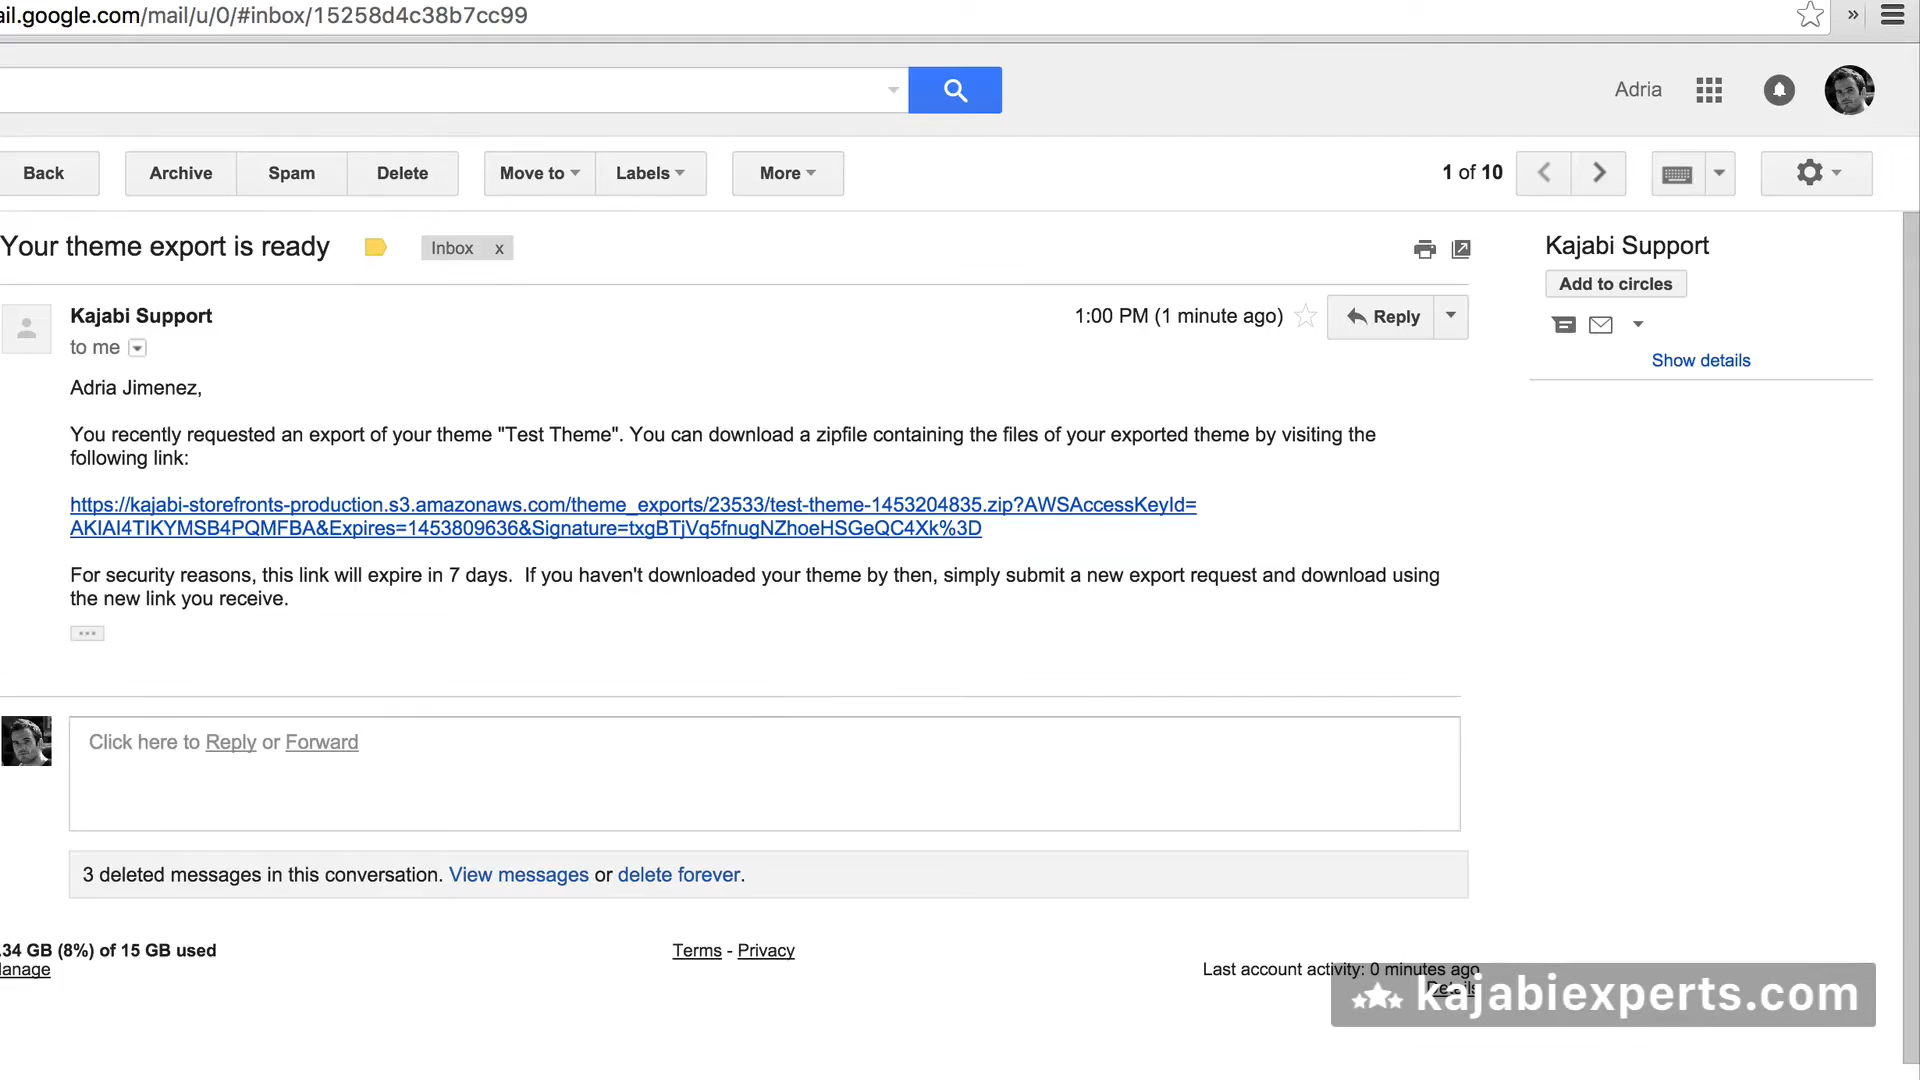 ail.google.com/mail/u/0/#inbox/15258d4c38b7cc99
»
Adria
Back
Archive
Spam
Delete
Move to
Labels
More
1 of 10
Your theme export is ready
Inbox x
Kajabi Support
Add to circles
Show details
Kajabi Support
1:00 PM (1 minute ago)
Reply
to me
Adria Jimenez,
You recently requested an export of your theme "Test Theme". You can download a zipfile containing the files of your exported theme by visiting the
following link:
https://kajabi-storefronts-production.s3.amazonaws.com/theme_exports/23533/test-theme-1453204835.zip?AWSAccessKeyId=
AKIAI4TIKYMSB4PQMFBA&Expires=1453809636&Signature=txgBTjVq5fnugNZhoeHSGeQC4Xk%3D
For security reasons, this link will expire in 7 days.  If you haven't downloaded your theme by then, simply submit a new export request and download using
the new link you receive.
Click here to Reply or Forward
3 deleted messages in this conversation. View messages or delete forever.
.34 GB (8%) of 15 GB used
anage
Terms - Privacy
Last account activity: 0 minutes ago
Details
kajabiexperts.com